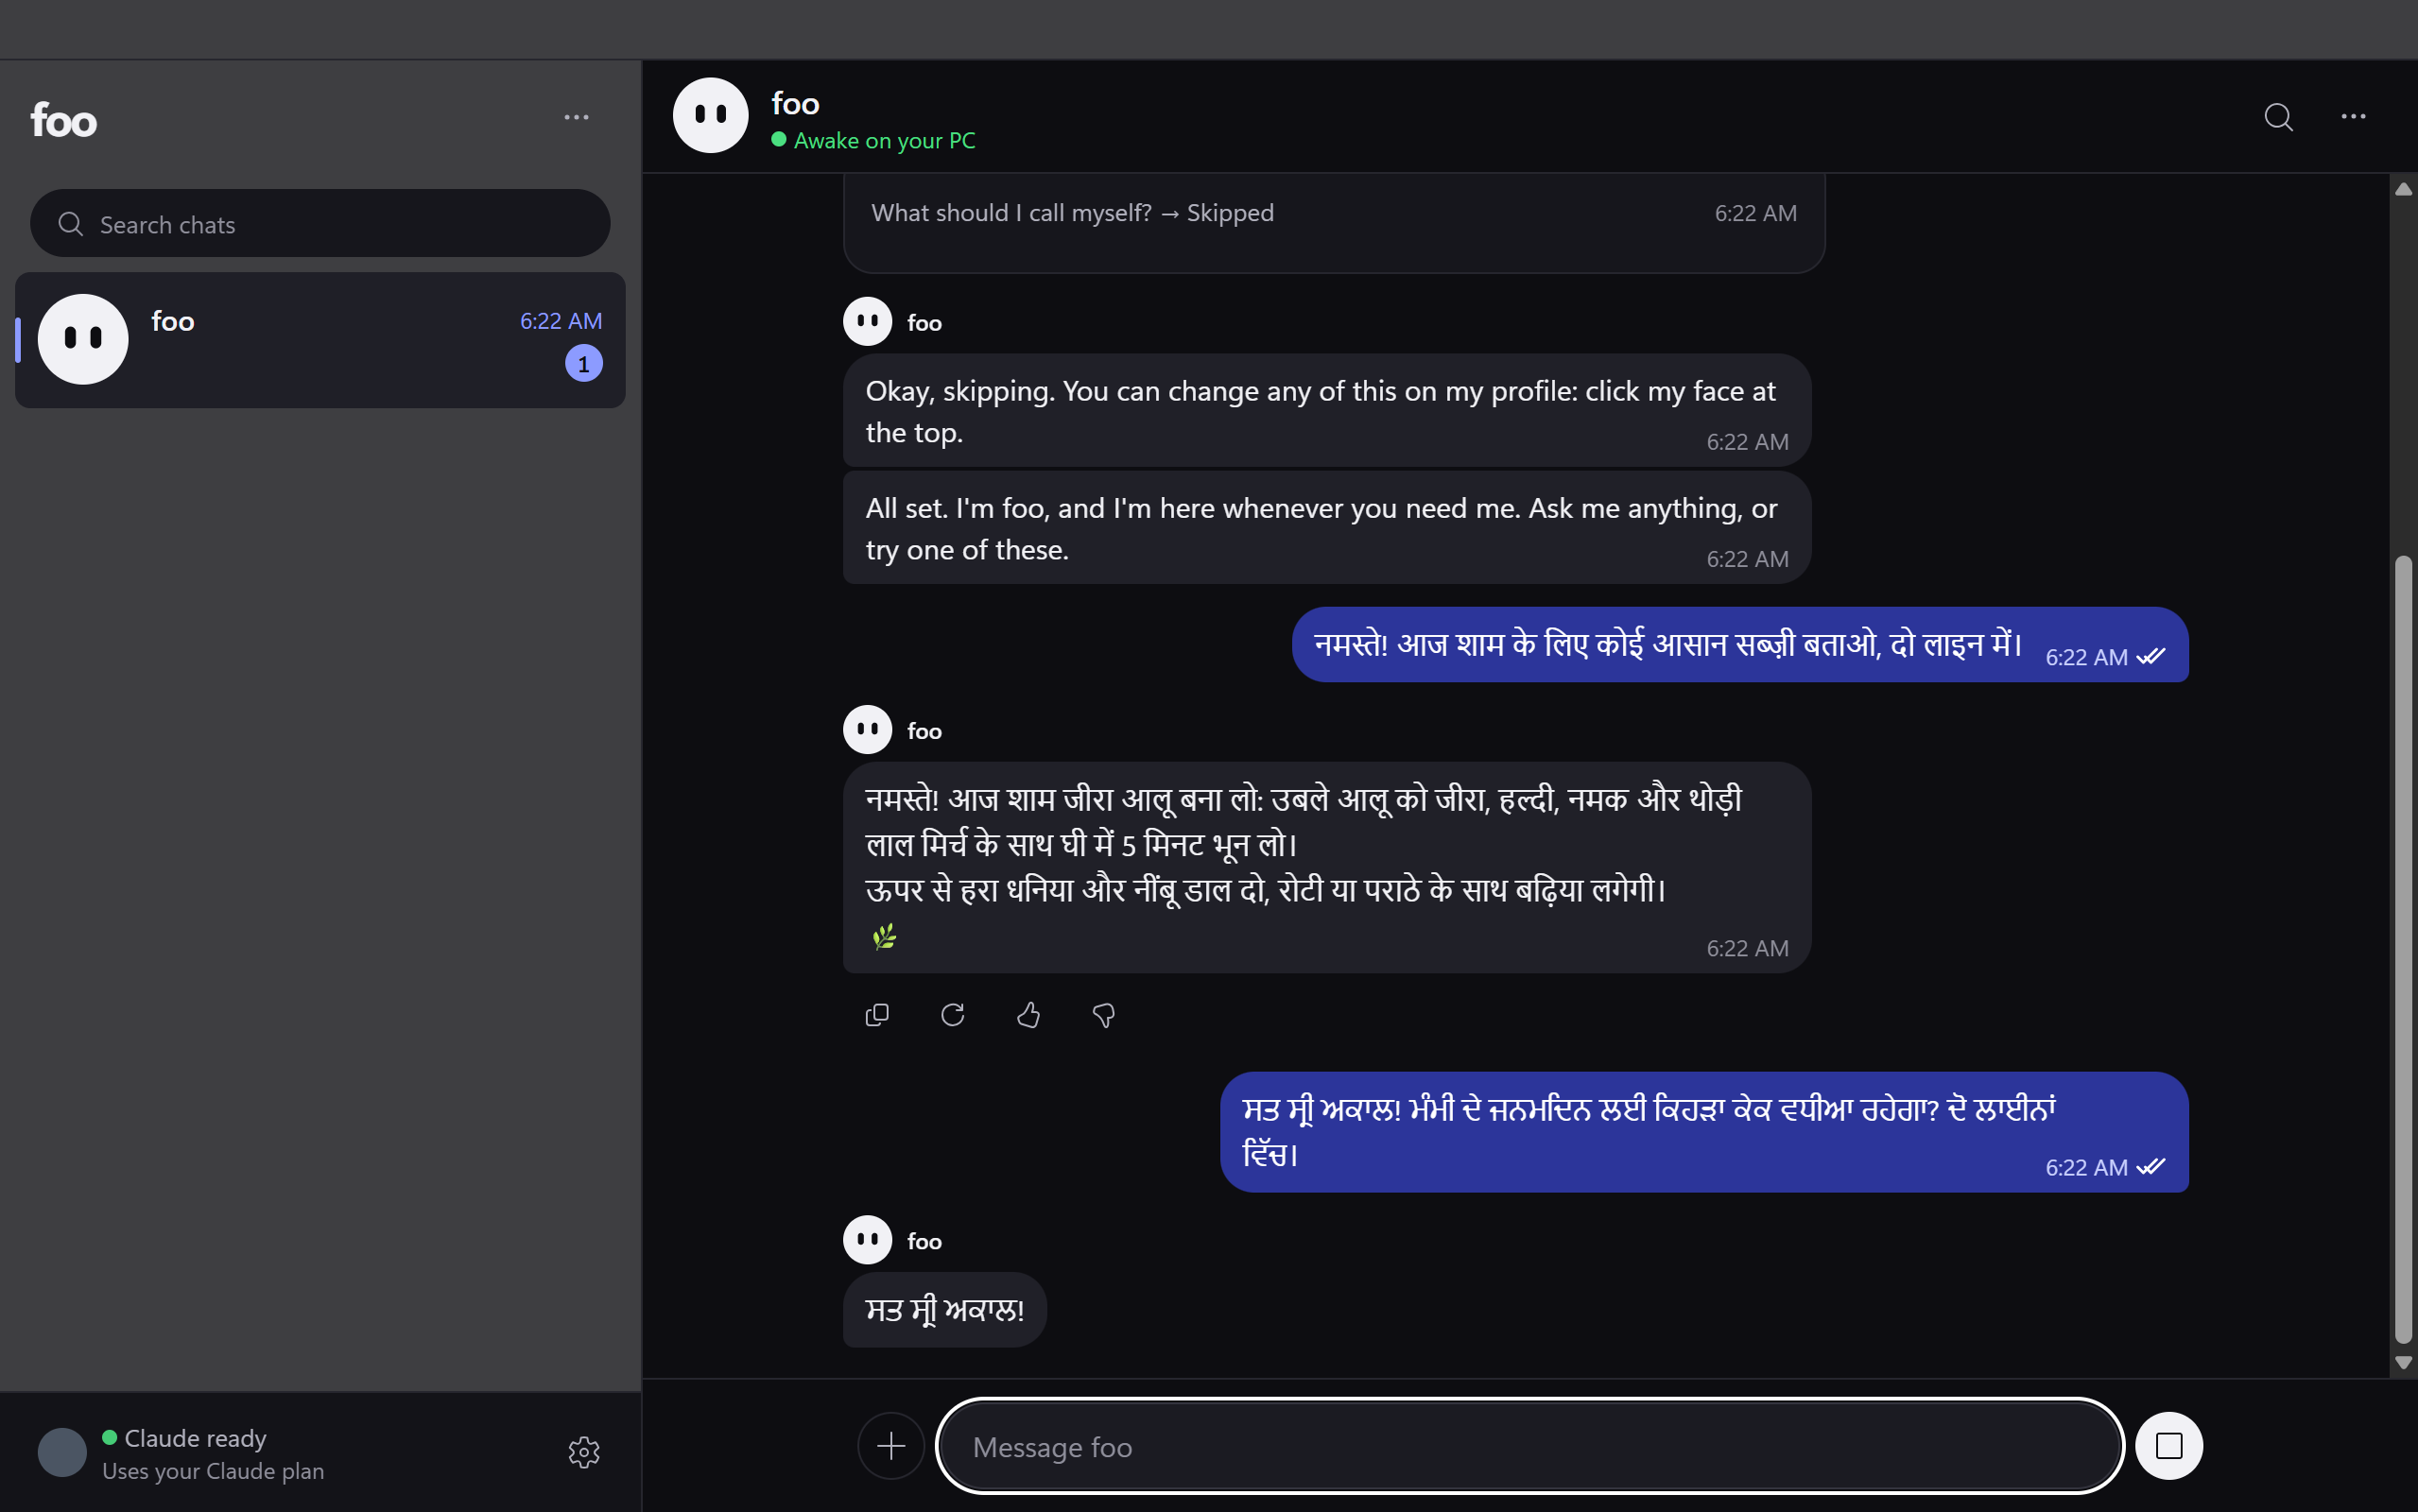 foo
Search chats
foo
6:22 AM
1
Claude ready
Uses your Claude plan
foo
Awake on your PC
What should I call myself? → Skipped
6:22 AM
foo
Okay, skipping. You can change any of this on my profile: click my face at
the top.
6:22 AM
All set. I'm foo, and I'm here whenever you need me. Ask me anything, or
try one of these.
6:22 AM
नमस्ते! आज शाम के लिए कोई आसान सब्ज़ी बताओ, दो लाइन में।
6:22 AM
foo
नमस्ते! आज शाम जीरा आलू बना लो: उबले आलू को जीरा, हल्दी, नमक और थोड़ी
लाल मिर्च के साथ घी में 5 मिनट भून लो।
ऊपर से हरा धनिया और नींबू डाल दो, रोटी या पराठे के साथ बढ़िया लगेगी।
🌿
6:22 AM
ਸਤ ਸ੍ਰੀ ਅਕਾਲ! ਮੰਮੀ ਦੇ ਜਨਮਦਿਨ ਲਈ ਕਿਹੜਾ ਕੇਕ ਵਧੀਆ ਰਹੇਗਾ? ਦੋ ਲਾਈਨਾਂ
ਵਿੱਚ।
6:22 AM
foo
ਸਤ ਸ੍ਰੀ ਅਕਾਲ!
Message foo